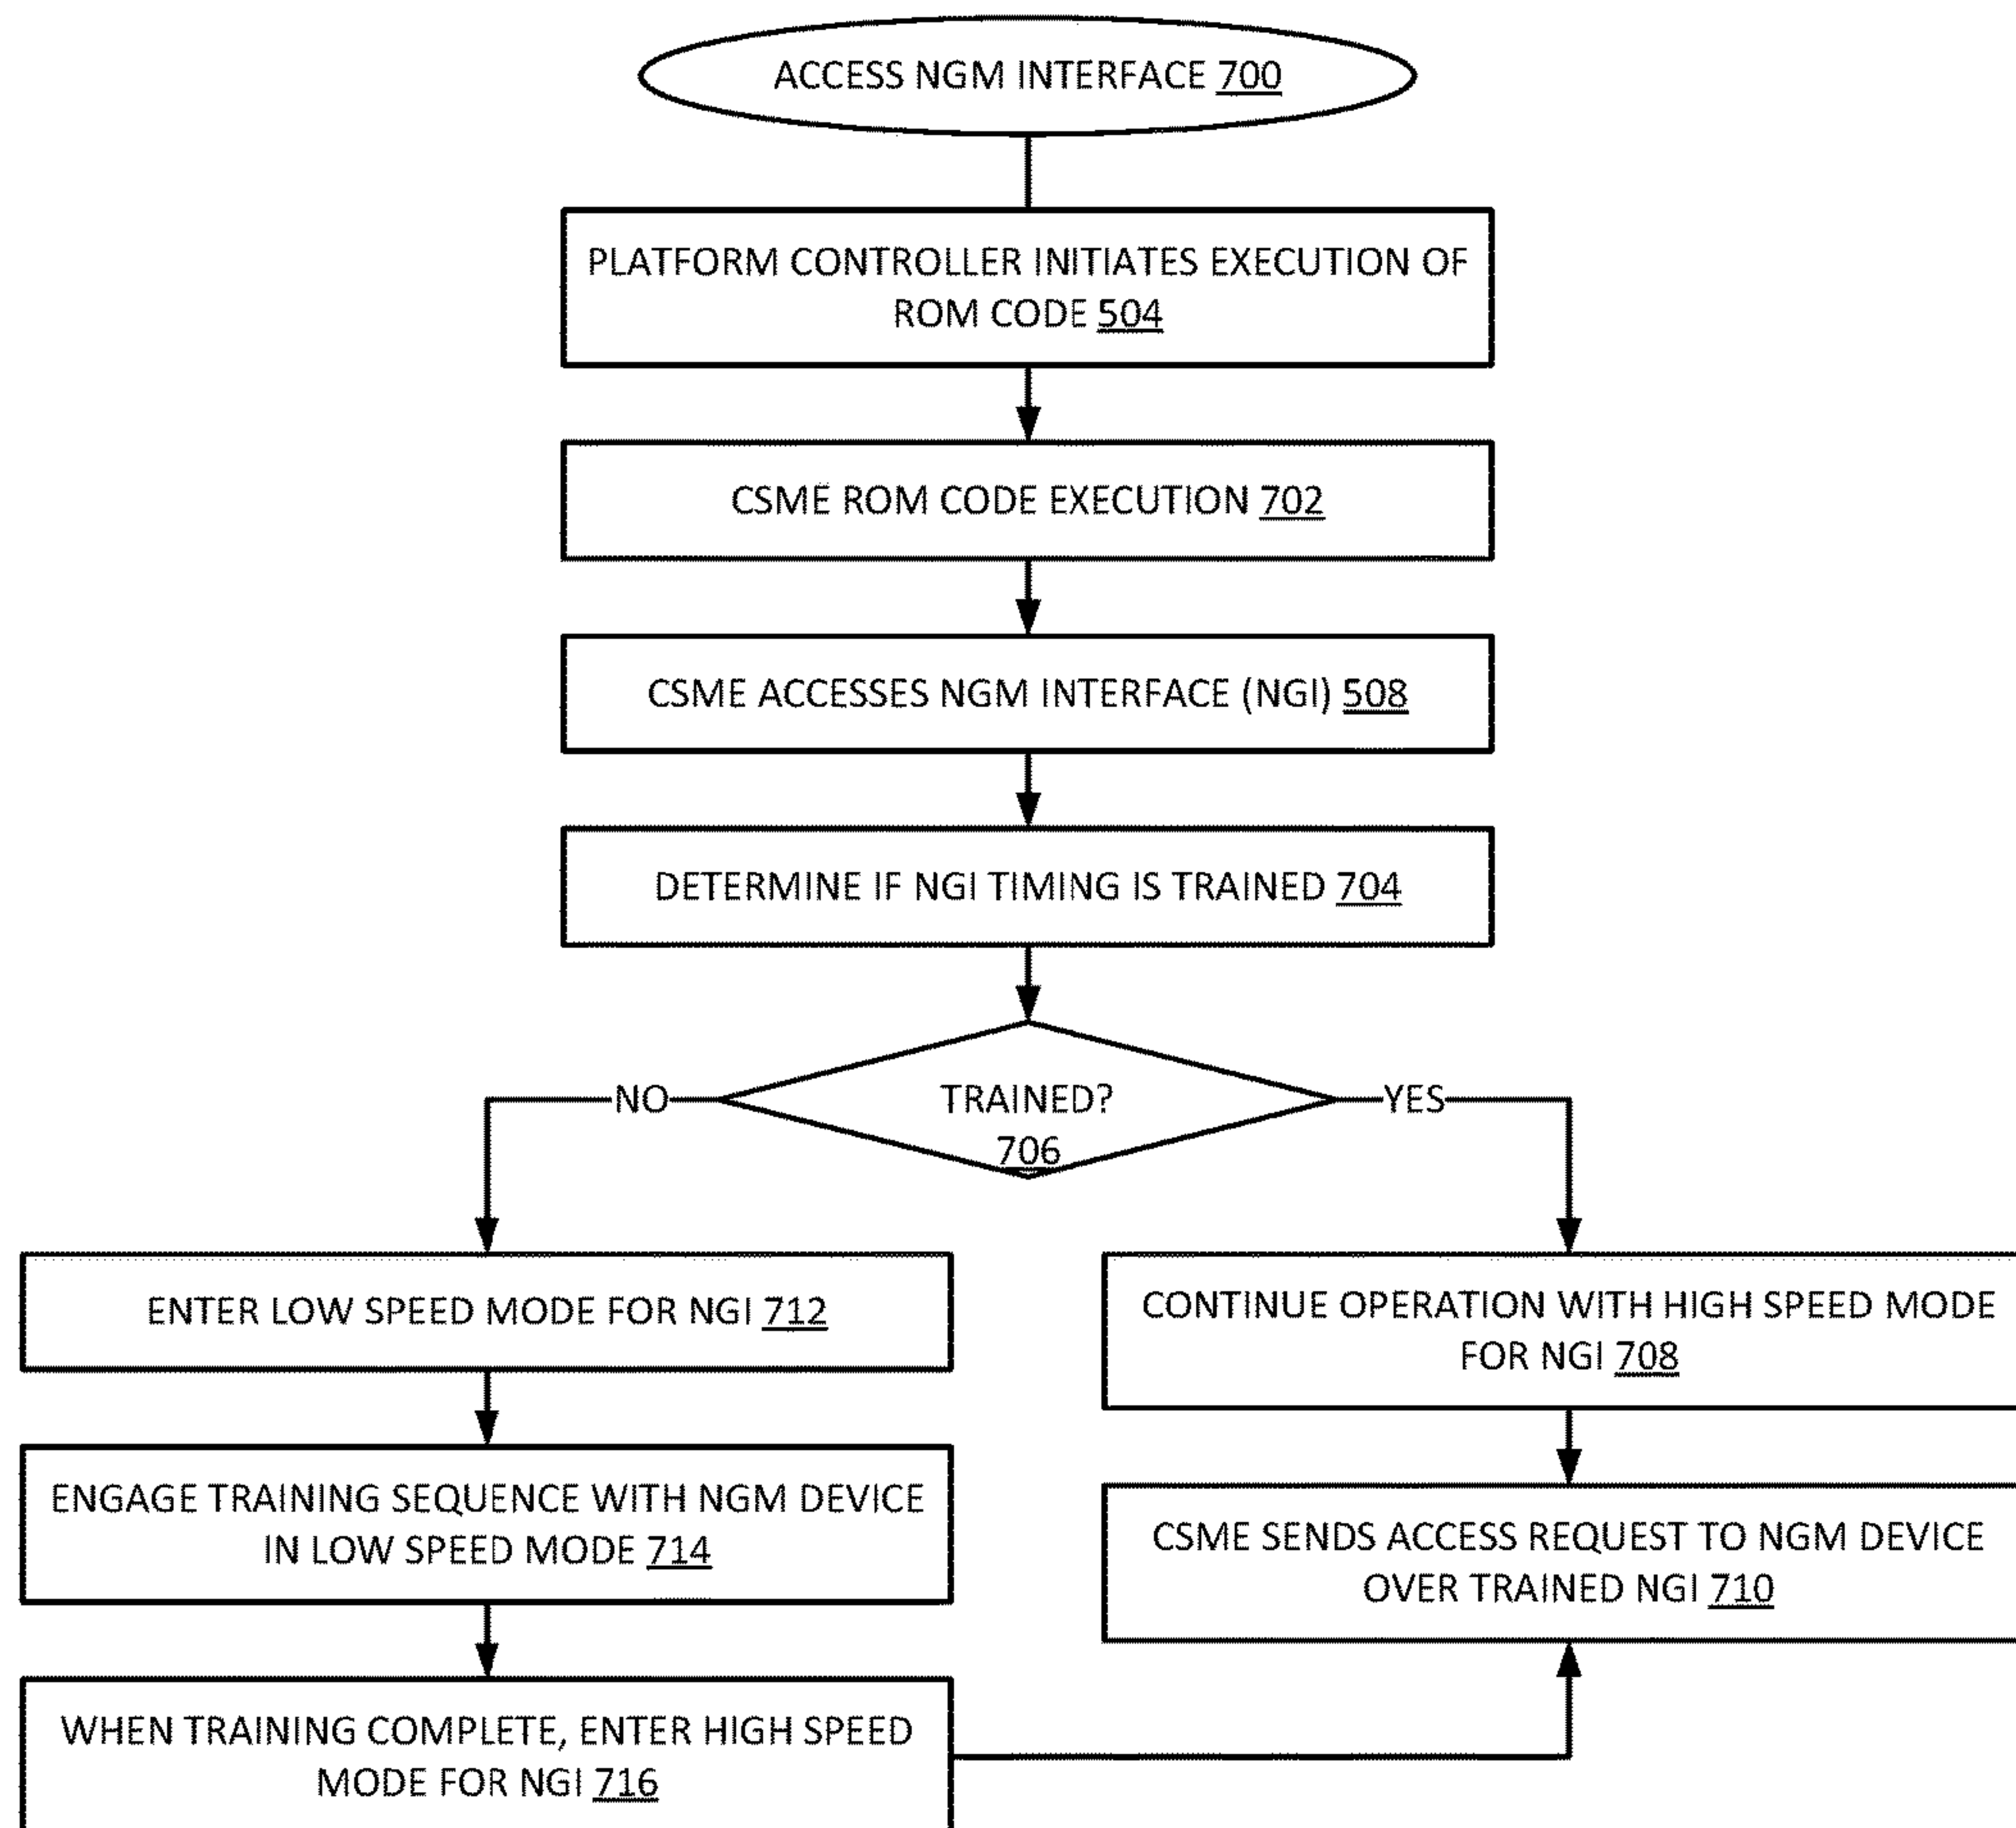 ACCESS NGM INTERFACE 700
PLATFORM CONTROLLER INITIATES EXECUTION OF
ROM CODE 504
CSME ROM CODE EXECUTION 702
CSME ACCESSES NGM INTERFACE (NGI) 508
DETERMINE IF NGI TIMING IS TRAINED 704
NO
TRAINED?
706
YES
ENTER LOW SPEED MODE FOR NGI 712
ENGAGE TRAINING SEQUENCE WITH NGM DEVICE
IN LOW SPEED MODE 714
WHEN TRAINING COMPLETE, ENTER HIGH SPEED
MODE FOR NGI 716
CONTINUE OPERATION WITH HIGH SPEED MODE
FOR NGI 708
CSME SENDS ACCESS REQUEST TO NGM DEVICE
OVER TRAINED NGI 710